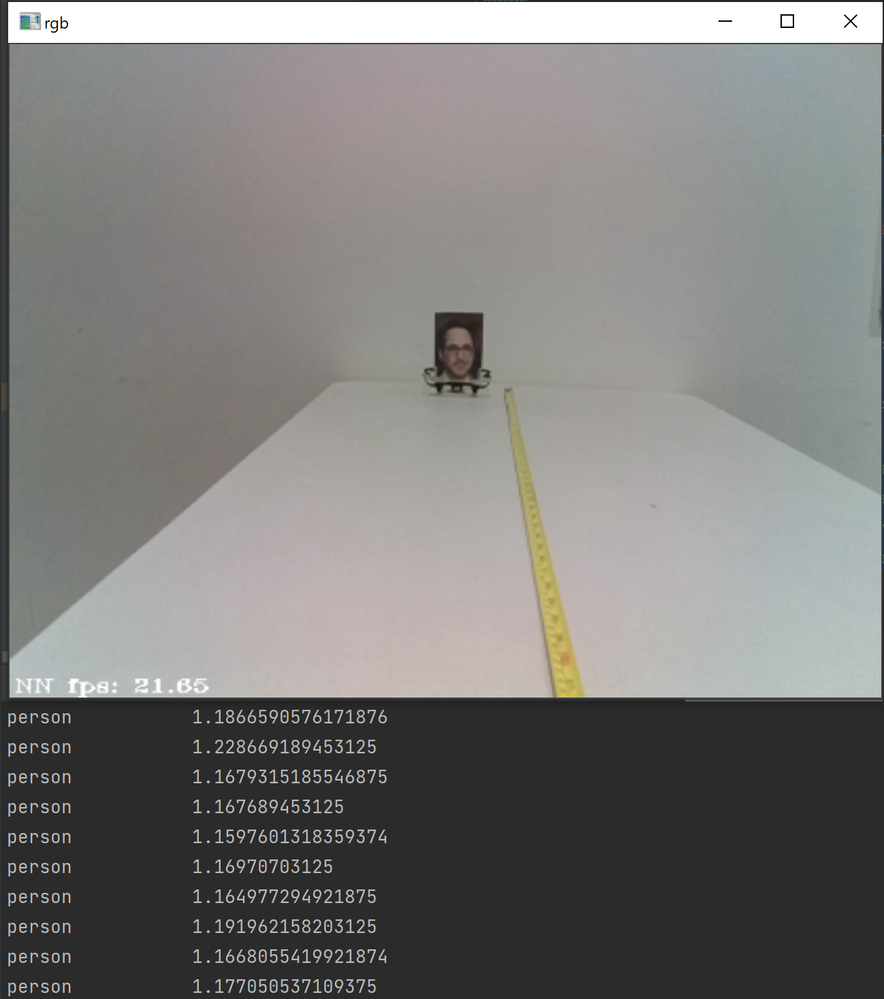 rgb
NN fps: 21.65
person 1.1866590576171876
person 1.228669189453125
person 1.1679315185546875
person 1.167689453125
person 1.1597601318359374
person 1.16970703125
person 1.164977294921875
person 1.191962158203125
person 1.1668055419921874
person 1.177050537109375